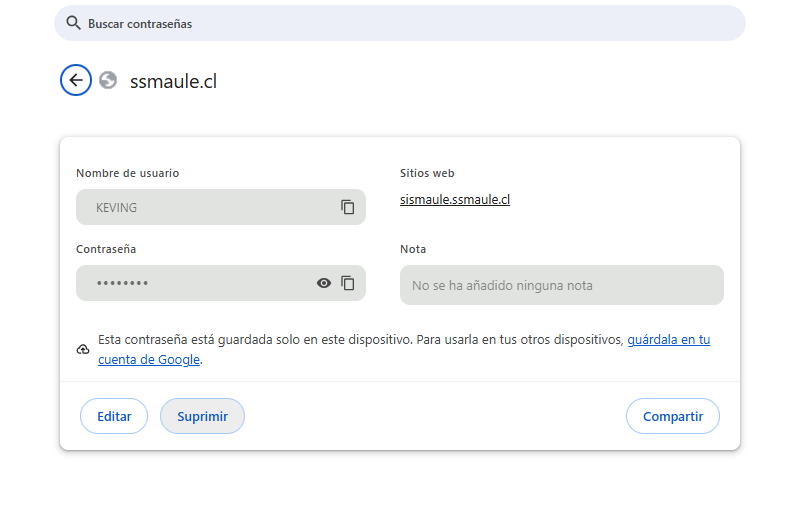 Buscar contraseñas
ssmaule.cl
Nombre de usuario
KEVING
Sitios web
sismaule.ssmaule.cl
Contraseña
••••••••
Nota
No se ha añadido ninguna nota
Esta contraseña está guardada solo en este dispositivo. Para usarla en tus otros dispositivos, guárdala en tu
cuenta de Google.
Editar
Suprimir
Compartir